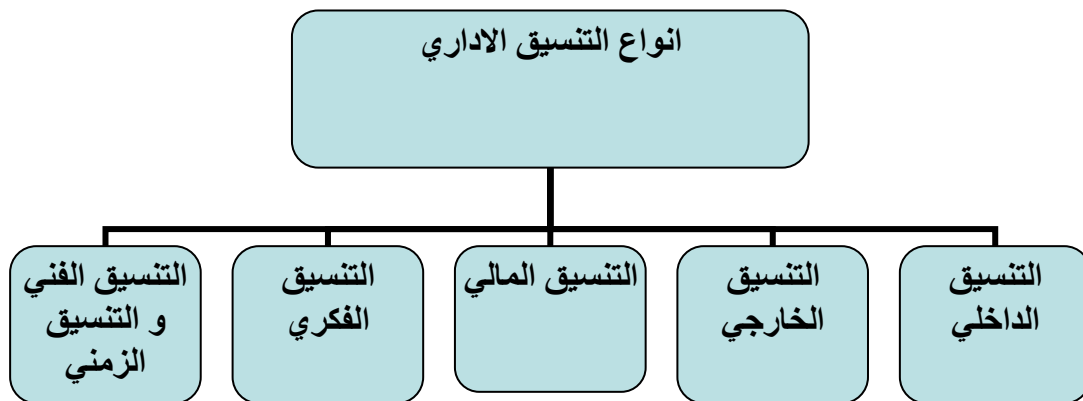 انواع التنسيق الاداري
التنسيق
الداخلي
التنسيق
الخارجي
التنسيق المالي
التنسيق
الفكري
التنسيق الفني
و التنسيق
الزمني